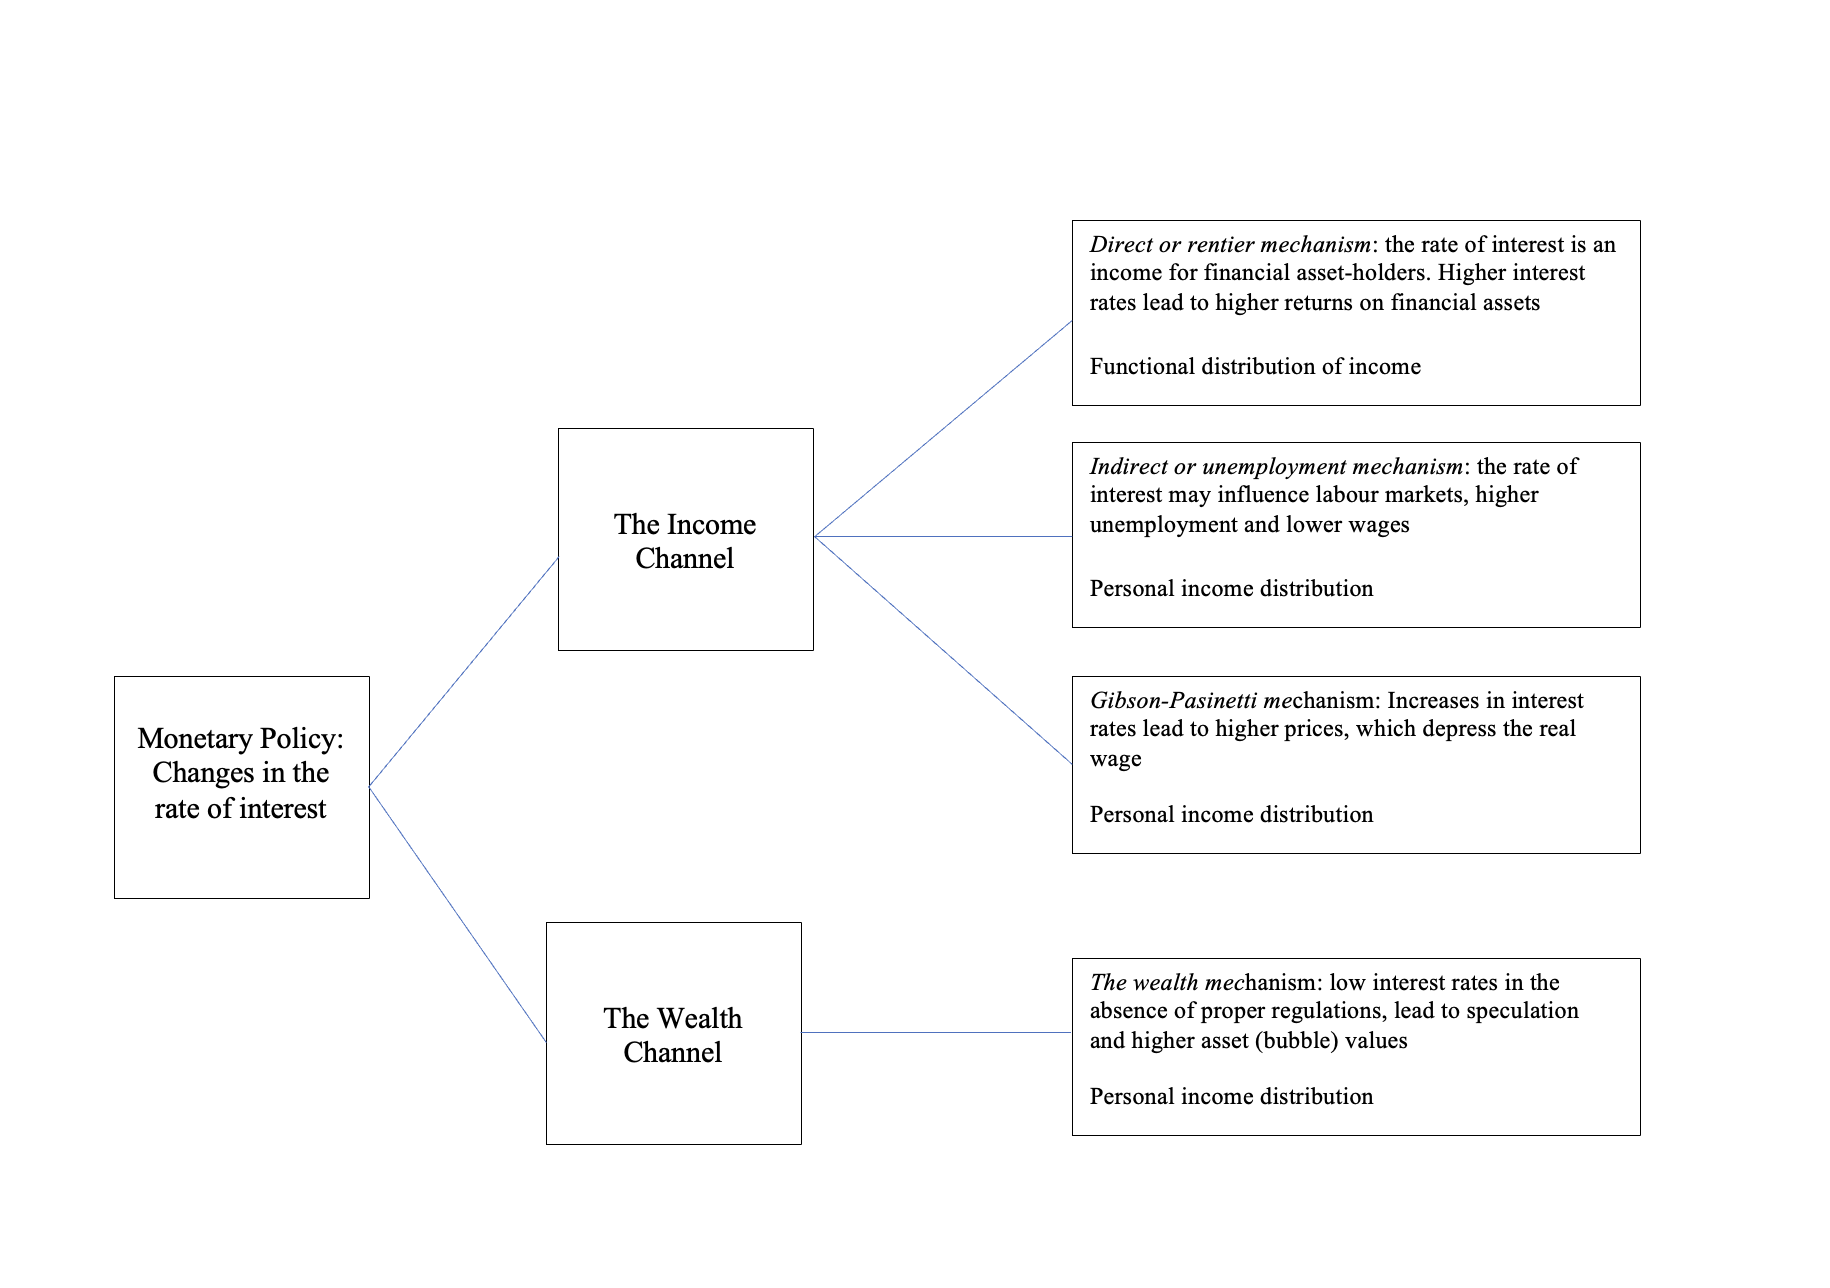 Direct or rentier mechanism: the rate of interest is an
income for financial asset-holders. Higher interest
rates lead to higher returns on financial assets
Functional distribution of income
The Income
Channel
Indirect or unemployment mechanism: the rate of
interest may influence labour markets, higher
unemployment and lower wages
Personal income distribution
Monetary Policy:
Changes in the
rate of interest
Gibson-Pasinetti mechanism: Increases in interest
rates lead to higher prices, which depress the real
wage
Personal income distribution
The Wealth
Channel
The wealth mechanism: low interest rates in the
absence of proper regulations, lead to speculation
and higher asset (bubble) values
Personal income distribution